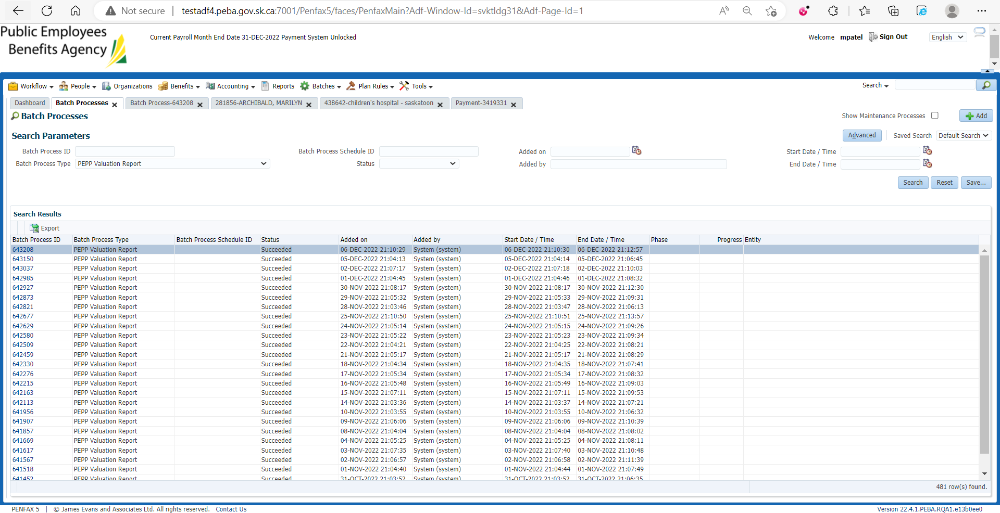 Not secure | testadf4.peba.gov.sk.ca:7001/Penfax5/faces/PenfaxMain?Adf-Window-Id=svktldg31&Adf-Page-Id=1
Public Employees
Benefits Agency
Current Payroll Month End Date 31-DEC-2022 Payment System Unlocked
Welcome mpatel Sign Out English
Workflow People Organizations Benefits Accounting Reports Batches Plan Rules Tools Search
Dashboard Batch Processes Batch Process-643208 281856-ARCHIBALD, MARILYN 438642-children's hospital - saskatoon Payment-3419331
Batch Processes Show Maintenance Processes Add
Search Parameters Advanced Saved Search Default Search
Batch Process ID Batch Process Schedule ID Added on Start Date / Time
Batch Process Type PEPP Valuation Report Status Added by End Date / Time
Search Reset Save...
Search Results
Export
Batch Process ID Batch Process Type Batch Process Schedule ID Status Added on Added by Start Date / Time End Date / Time Phase Progress Entity
643208 PEPP Valuation Report Succeeded 06-DEC-2022 21:10:29 System (system) 06-DEC-2022 21:10:30 06-DEC-2022 21:12:57
643150 PEPP Valuation Report Succeeded 05-DEC-2022 21:04:13 System (system) 05-DEC-2022 21:04:14 05-DEC-2022 21:06:45
643037 PEPP Valuation Report Succeeded 02-DEC-2022 21:07:17 System (system) 02-DEC-2022 21:07:18 02-DEC-2022 21:10:03
642985 PEPP Valuation Report Succeeded 01-DEC-2022 21:04:45 System (system) 01-DEC-2022 21:04:46 01-DEC-2022 21:08:32
642927 PEPP Valuation Report Succeeded 30-NOV-2022 21:08:17 System (system) 30-NOV-2022 21:08:17 30-NOV-2022 21:12:30
642873 PEPP Valuation Report Succeeded 29-NOV-2022 21:05:32 System (system) 29-NOV-2022 21:05:33 29-NOV-2022 21:09:31
642821 PEPP Valuation Report Succeeded 28-NOV-2022 21:03:46 System (system) 28-NOV-2022 21:03:47 28-NOV-2022 21:06:13
642677 PEPP Valuation Report Succeeded 25-NOV-2022 21:10:50 System (system) 25-NOV-2022 21:10:51 25-NOV-2022 21:13:57
642629 PEPP Valuation Report Succeeded 24-NOV-2022 21:05:14 System (system) 24-NOV-2022 21:05:15 24-NOV-2022 21:09:26
642580 PEPP Valuation Report Succeeded 23-NOV-2022 21:05:22 System (system) 23-NOV-2022 21:05:23 23-NOV-2022 21:09:34
642509 PEPP Valuation Report Succeeded 22-NOV-2022 21:04:21 System (system) 22-NOV-2022 21:04:25 22-NOV-2022 21:08:21
642459 PEPP Valuation Report Succeeded 21-NOV-2022 21:05:17 System (system) 21-NOV-2022 21:05:17 21-NOV-2022 21:08:29
642330 PEPP Valuation Report Succeeded 18-NOV-2022 21:04:34 System (system) 18-NOV-2022 21:04:35 18-NOV-2022 21:07:41
642276 PEPP Valuation Report Succeeded 17-NOV-2022 21:05:34 System (system) 17-NOV-2022 21:05:34 17-NOV-2022 21:08:32
642215 PEPP Valuation Report Succeeded 16-NOV-2022 21:05:48 System (system) 16-NOV-2022 21:05:49 16-NOV-2022 21:09:03
642163 PEPP Valuation Report Succeeded 15-NOV-2022 21:07:11 System (system) 15-NOV-2022 21:07:11 15-NOV-2022 21:09:53
642113 PEPP Valuation Report Succeeded 14-NOV-2022 21:03:36 System (system) 14-NOV-2022 21:03:37 14-NOV-2022 21:07:21
641956 PEPP Valuation Report Succeeded 10-NOV-2022 21:03:55 System (system) 10-NOV-2022 21:03:55 10-NOV-2022 21:06:32
641907 PEPP Valuation Report Succeeded 09-NOV-2022 21:06:06 System (system) 09-NOV-2022 21:06:06 09-NOV-2022 21:10:39
641857 PEPP Valuation Report Succeeded 08-NOV-2022 21:04:04 System (system) 08-NOV-2022 21:04:04 08-NOV-2022 21:08:02
641669 PEPP Valuation Report Succeeded 04-NOV-2022 21:05:25 System (system) 04-NOV-2022 21:05:25 04-NOV-2022 21:08:11
641617 PEPP Valuation Report Succeeded 03-NOV-2022 21:07:35 System (system) 03-NOV-2022 21:07:40 03-NOV-2022 21:10:48
641567 PEPP Valuation Report Succeeded 02-NOV-2022 21:06:57 System (system) 02-NOV-2022 21:06:58 02-NOV-2022 21:11:39
641518 PEPP Valuation Report Succeeded 01-NOV-2022 21:04:40 System (system) 01-NOV-2022 21:04:44 01-NOV-2022 21:07:49
641452 PEPP Valuation Report Succeeded 31-OCT-2022 21:03:52 System (system) 31-OCT-2022 21:03:52 31-OCT-2022 21:06:35
481 row(s) found.
PENFAX 5 | © James Evans and Associates Ltd. All rights reserved. Contact Us Version 22.4.1.PEBA.RQA1.e13b0ee0